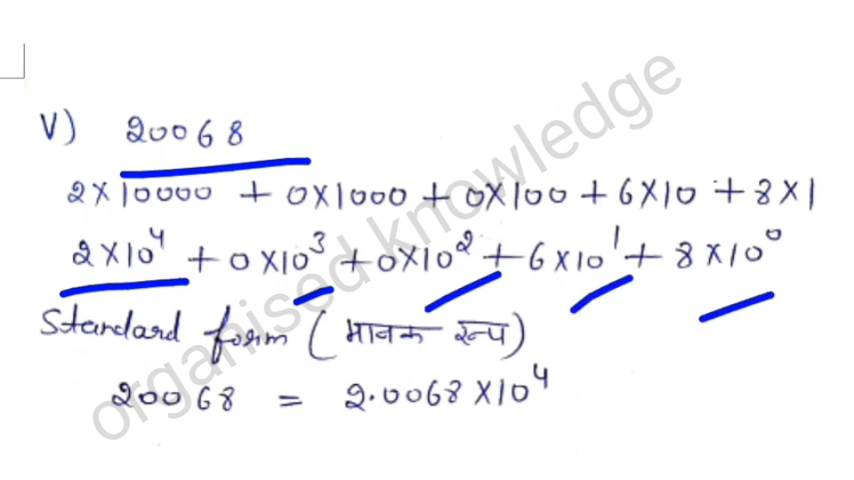 V) 20068
2×10000 + 0×1000 + 0×100 + 6×10 + 8×1
2×10⁴ + 0×10³ + 0×10² + 6×10¹ + 8×10⁰
Standard form (मानक रूप)
20068 = 2.0068×10⁴
organised knowledge